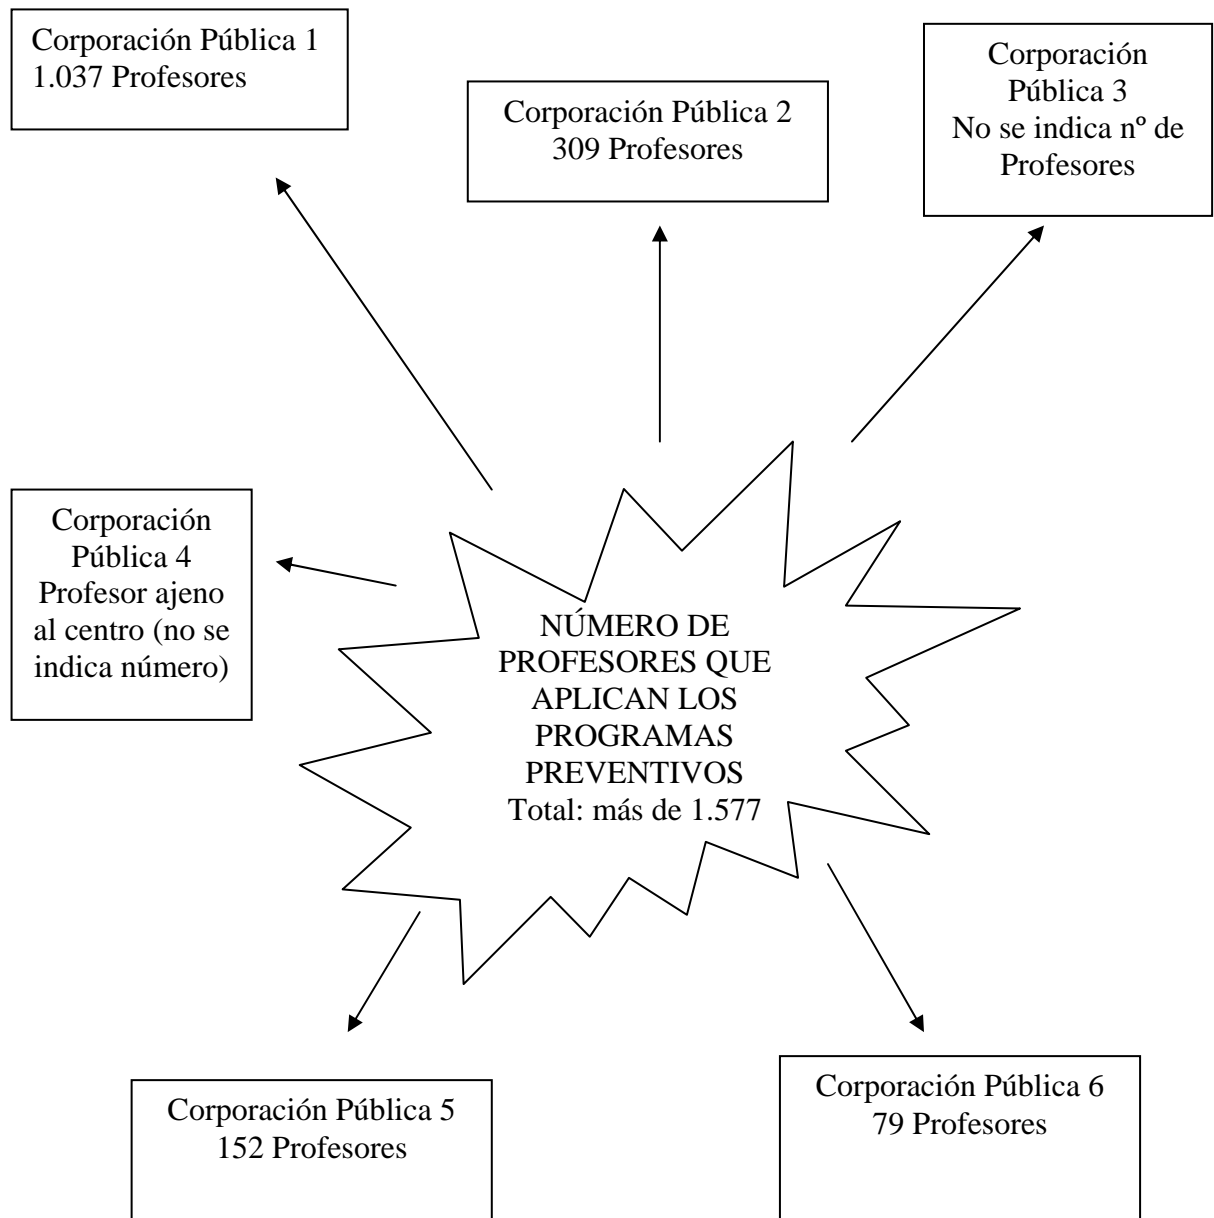 Corporación Pública 1
1.037 Profesores
Corporación Pública 2
309 Profesores
Corporación
Pública 3
No se indica nº de
Profesores
Corporación
Pública 4
Profesor ajeno
al centro (no se
indica número)
NÚMERO DE
PROFESORES QUE
APLICAN LOS
PROGRAMAS
PREVENTIVOS
Total: más de 1.577
Corporación Pública 5
152 Profesores
Corporación Pública 6
79 Profesores